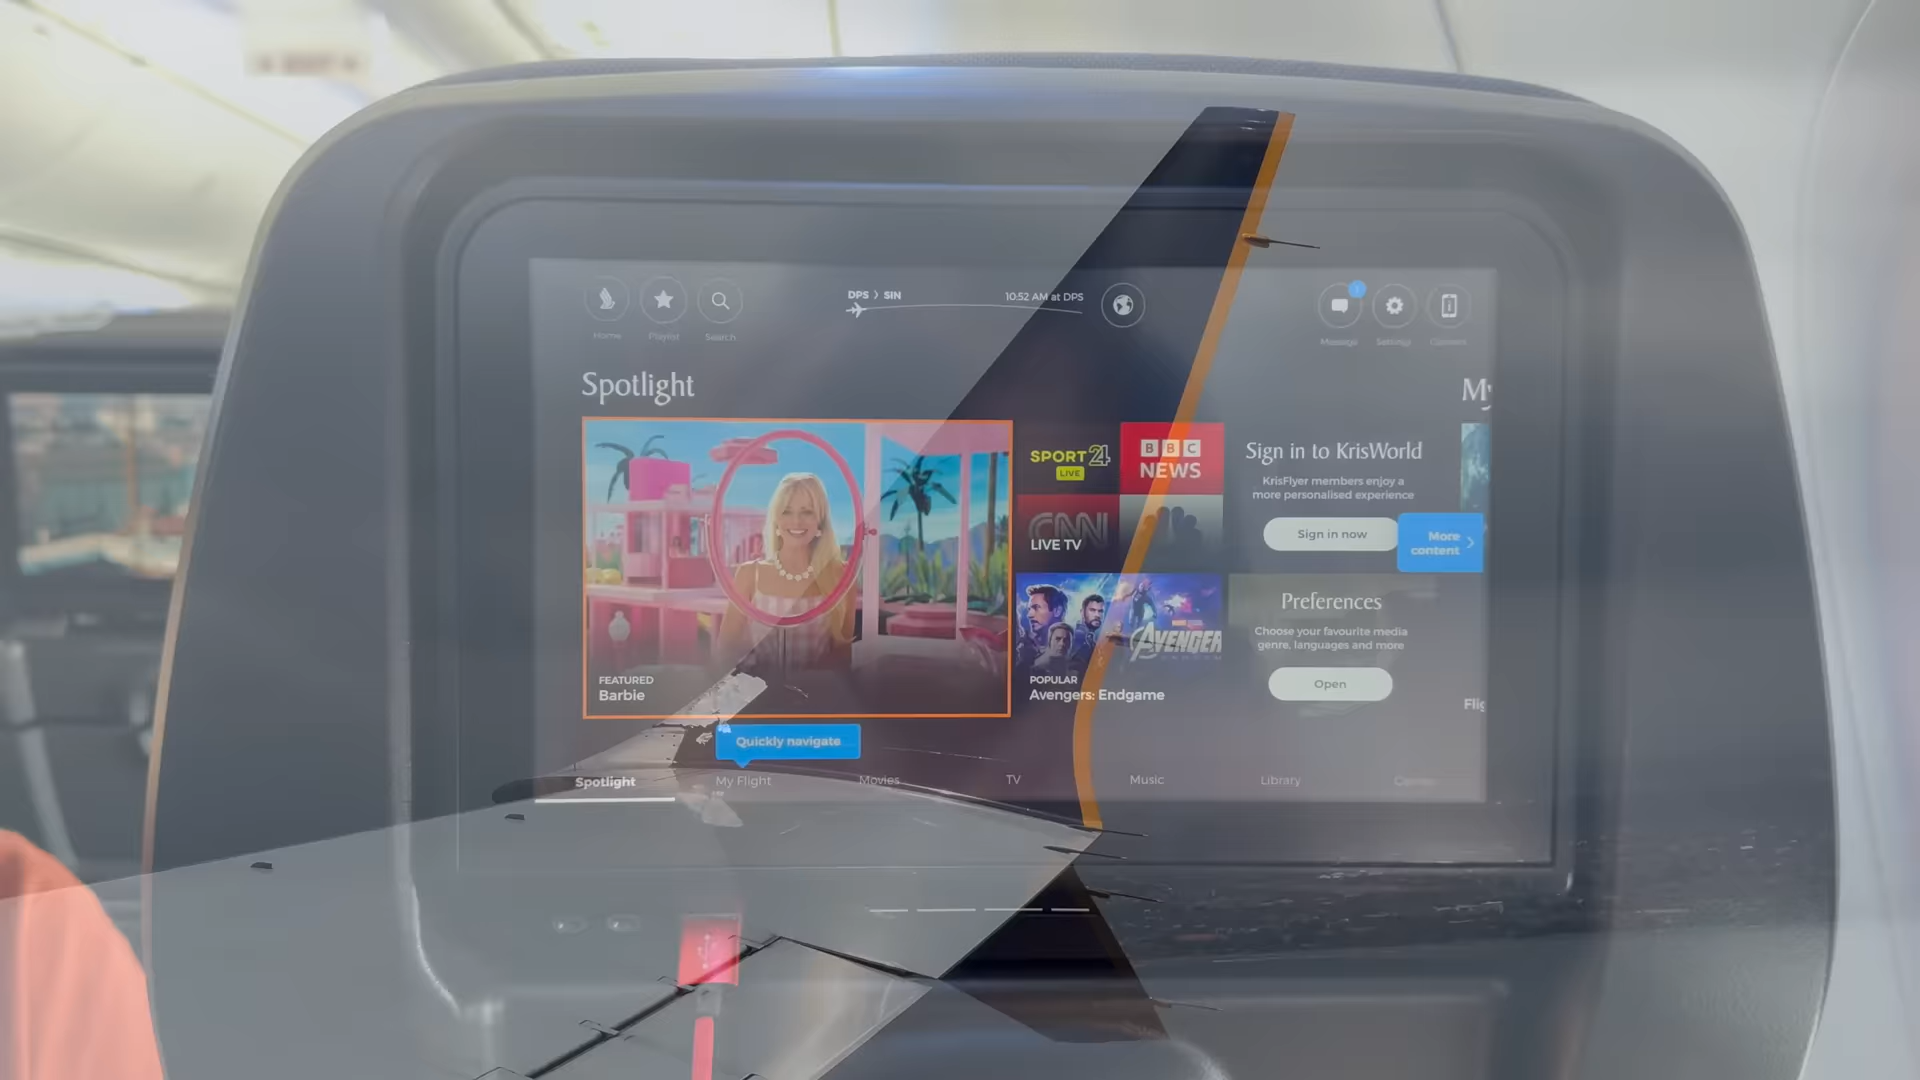 DPS > SIN
10:52 AM at DPS
Home
Playlist
Search
Message
Settings
Spotlight
My
SPORT 24
LIVE
BBC
NEWS
CNN
LIVE TV
Sign in to KrisWorld
KrisFlyer members enjoy a
more personalised experience
Sign in now
More
content
FEATURED
Barbie
AVENGER
POPULAR
Avengers: Endgame
Preferences
Choose your favourite media
genre, languages and more
Open
Flig
Quickly navigate
Spotlight
My Flight
Movies
TV
Music
Library